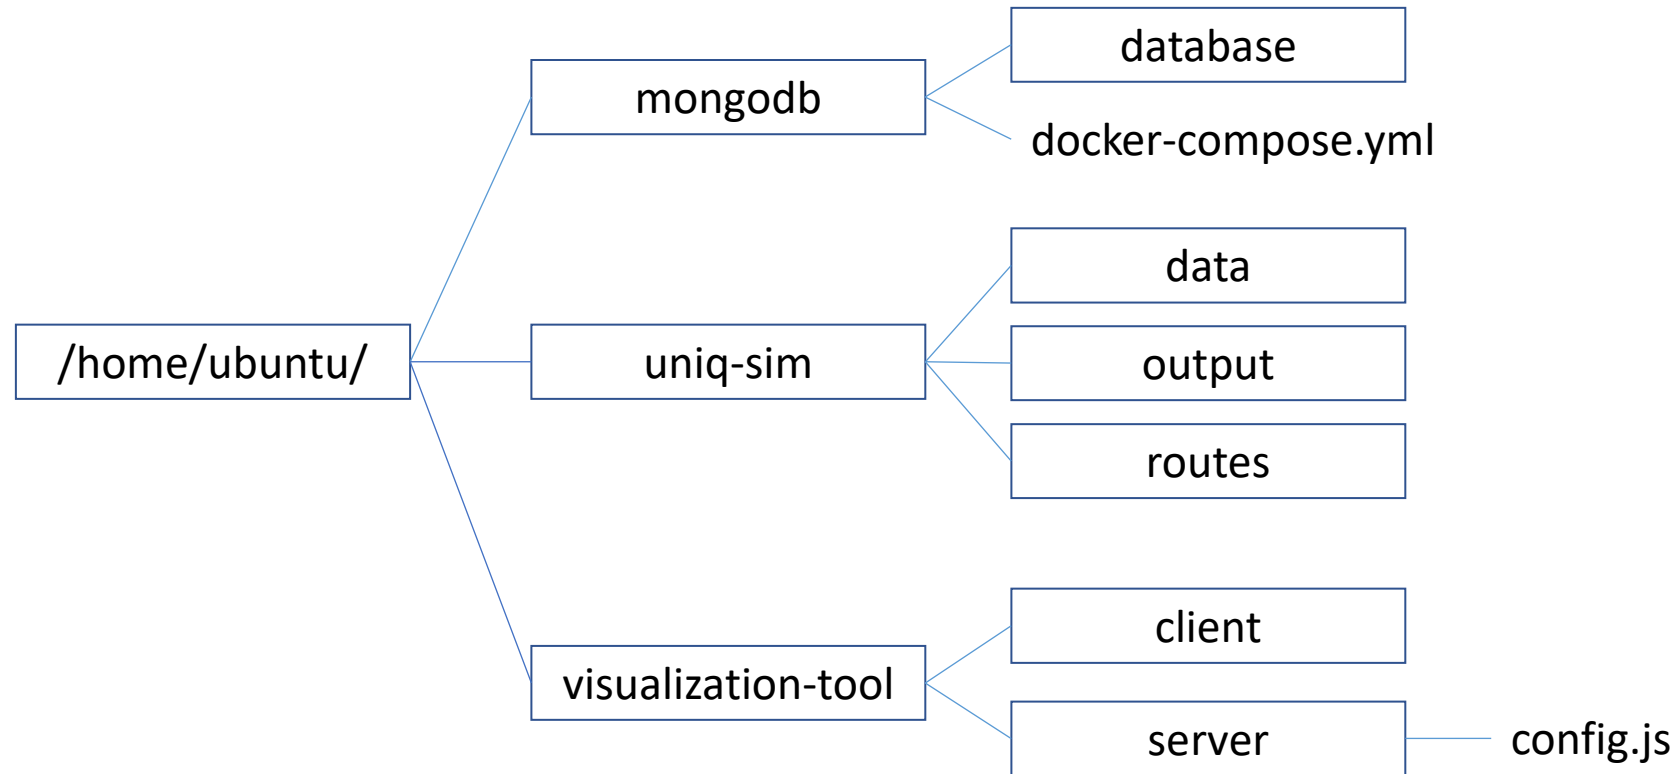 database
mongodb
docker-compose.yml
data
/home/ubuntu/
uniq-sim
output
routes
client
visualization-tool
server
config.js